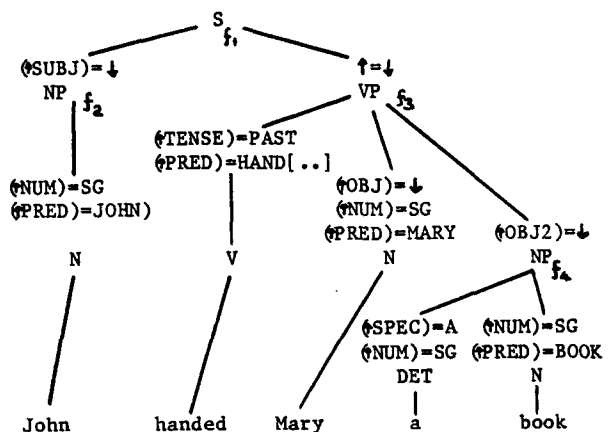 S
f₁
(↑SUBJ)=↓ ↑=↓
NP f₂ VP f₃
(↑TENSE)=PAST
(↑PRED)=HAND[..]
(↑NUM)=SG (↑OBJ)=↓
(↑PRED)=JOHN) (↑NUM)=SG
(↑PRED)=MARY (↑OBJ2)=↓
N V N NP f₄
(↑SPEC)=A (↑NUM)=SG
(↑NUM)=SG (↑PRED)=BOOK
DET N
John handed Mary a book